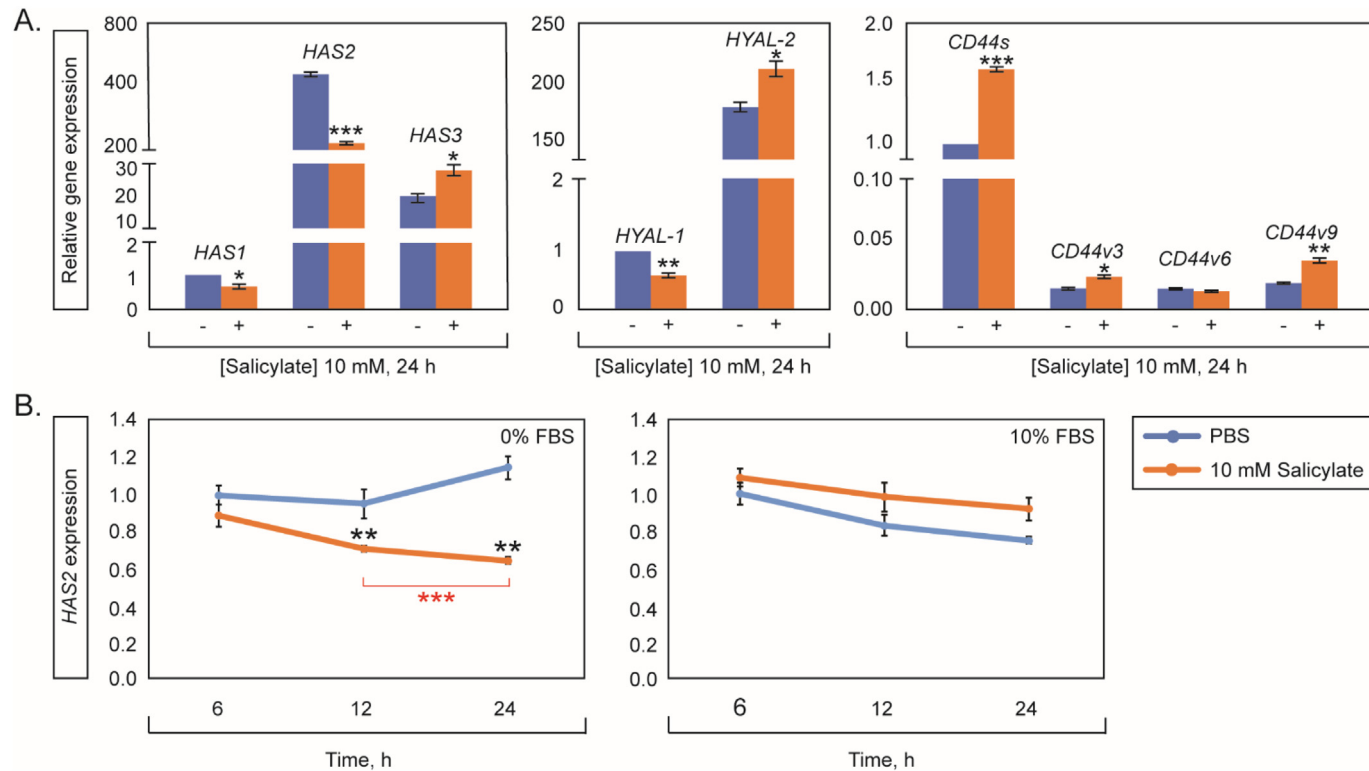 A.
Relative gene expression
800
400
200
30
20
10
2
1
0
HAS1
*
HAS2
***
HAS3
*
- + - + - +
[Salicylate] 10 mM, 24 h
250
200
150
2
1
0
HYAL-1
**
HYAL-2
*
- + - +
[Salicylate] 10 mM, 24 h
2.0
1.5
1.0
0.10
0.05
0.00
CD44s
***
CD44v3
*
CD44v6
CD44v9
**
- + - + - + - +
[Salicylate] 10 mM, 24 h
B.
HAS2 expression
1.4
1.2
1.0
0.8
0.6
0.4
0.2
0.0
0% FBS
**
**
***
6 12 24
Time, h
1.4
1.2
1.0
0.8
0.6
0.4
0.2
0.0
10% FBS
6 12 24
Time, h
PBS
10 mM Salicylate